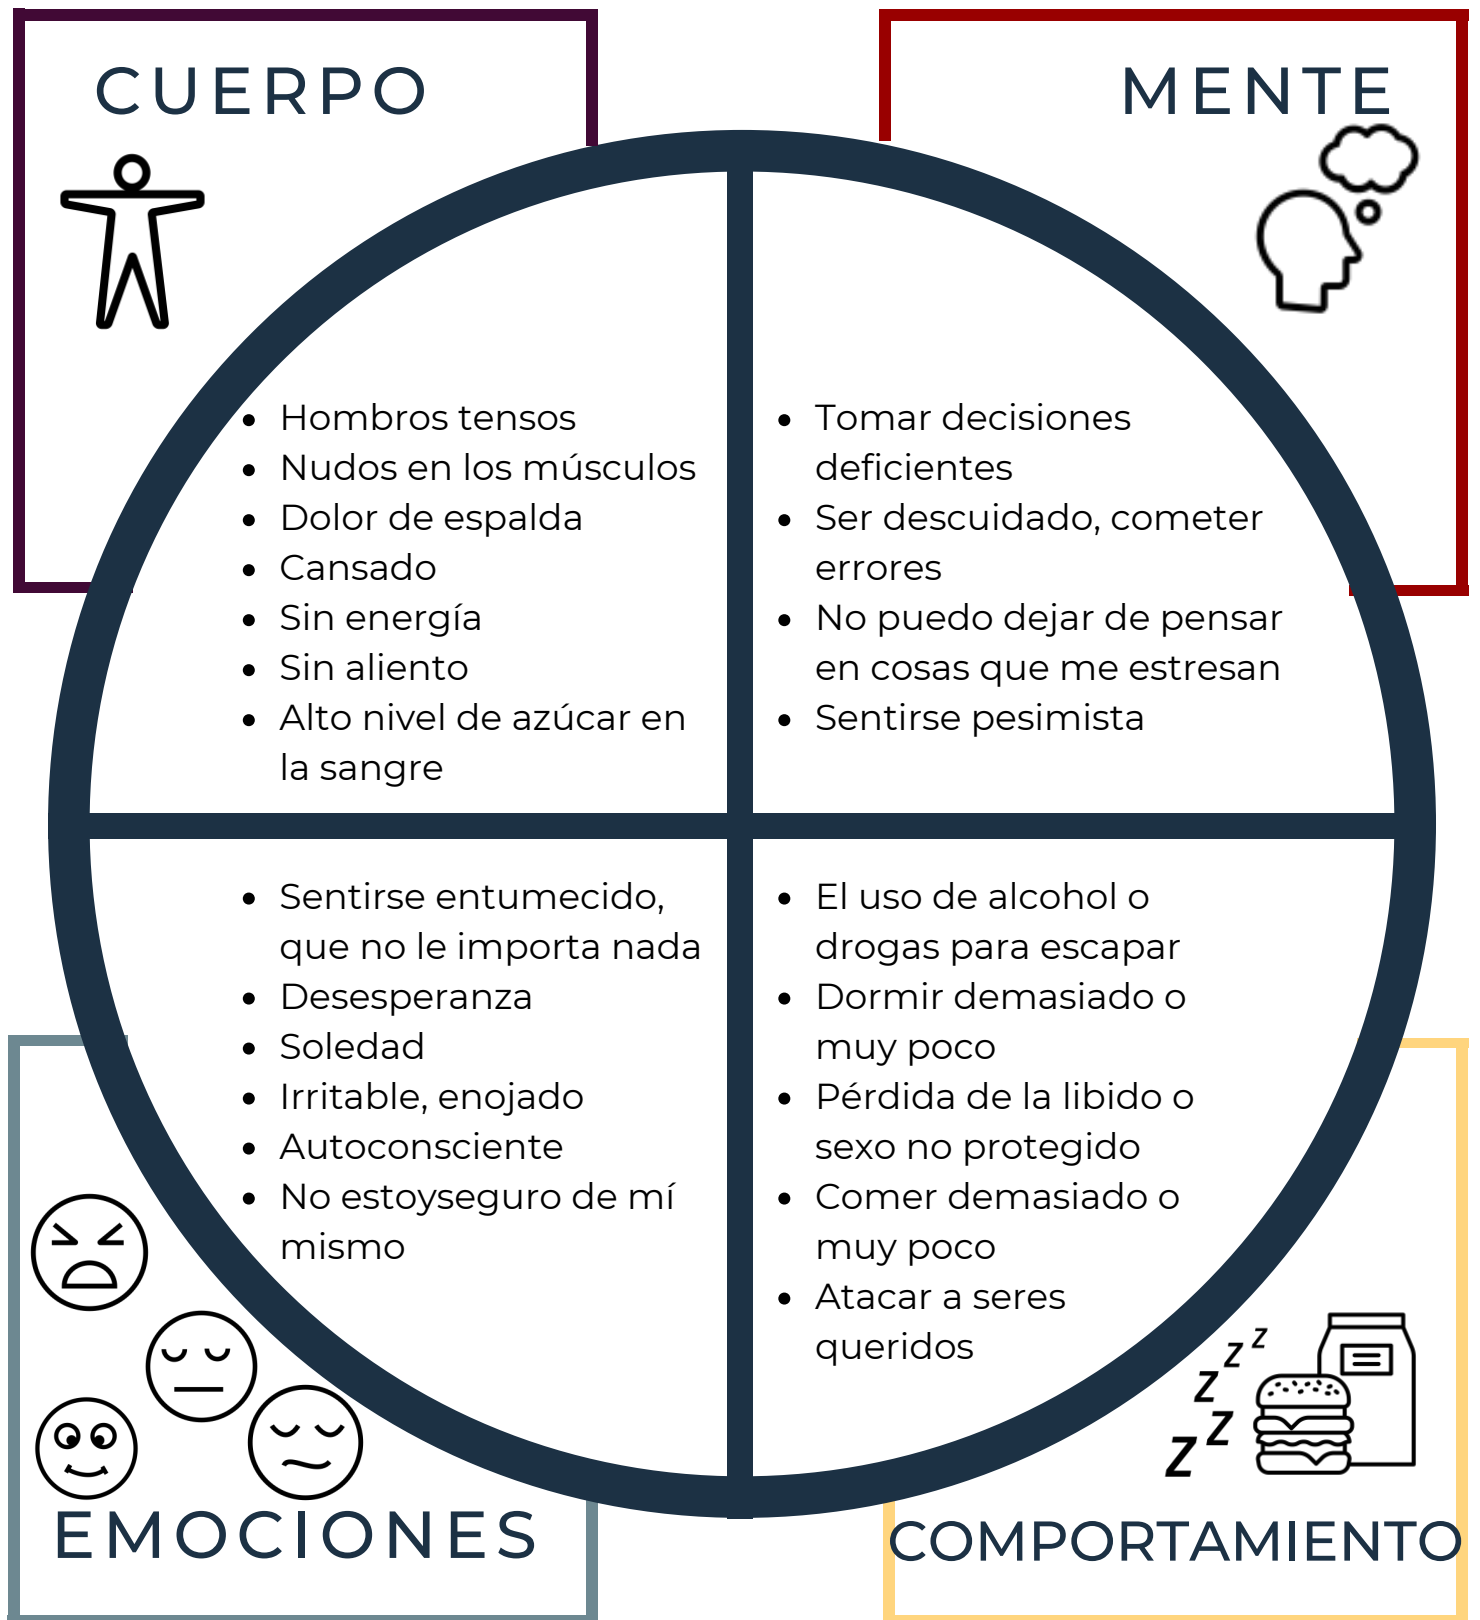 CUERPO
• Hombros tensos
• Nudos en los músculos
• Dolor de espalda
• Cansado
• Sin energía
• Sin aliento
• Alto nivel de azúcar en
la sangre
MENTE
• Tomar decisiones
deficientes
• Ser descuidado, cometer
errores
• No puedo dejar de pensar
en cosas que me estresan
• Sentirse pesimista
• Sentirse entumecido,
que no le importa nada
• Desesperanza
• Soledad
• Irritable, enojado
• Autoconsciente
• No estoyseguro de mí
mismo
EMOCIONES
• El uso de alcohol o
drogas para escapar
• Dormir demasiado o
muy poco
• Pérdida de la libido o
sexo no protegido
• Comer demasiado o
muy poco
• Atacar a seres
queridos
z z z z z
COMPORTAMIENTO